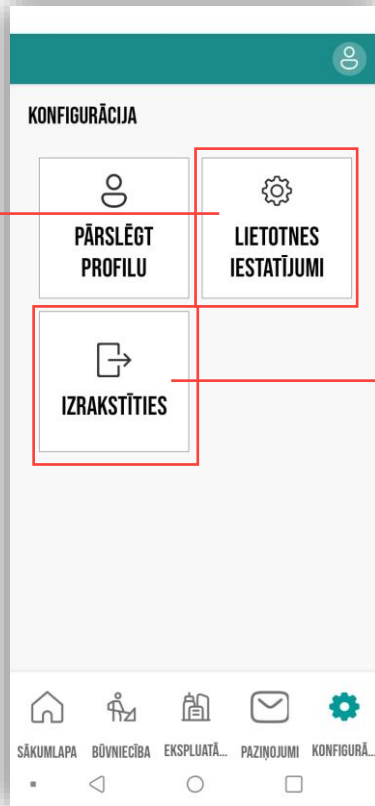 KONFIGURĀCIJA
PĀRSLĒGT
PROFILU
LIETOTNES
IESTATĪJUMI
IZRAKSTĪTIES
SĀKUMLAPA BŪVNIECĪBA EKSPLUATĀ... PAZIŅOJUMI KONFIGURĀ...